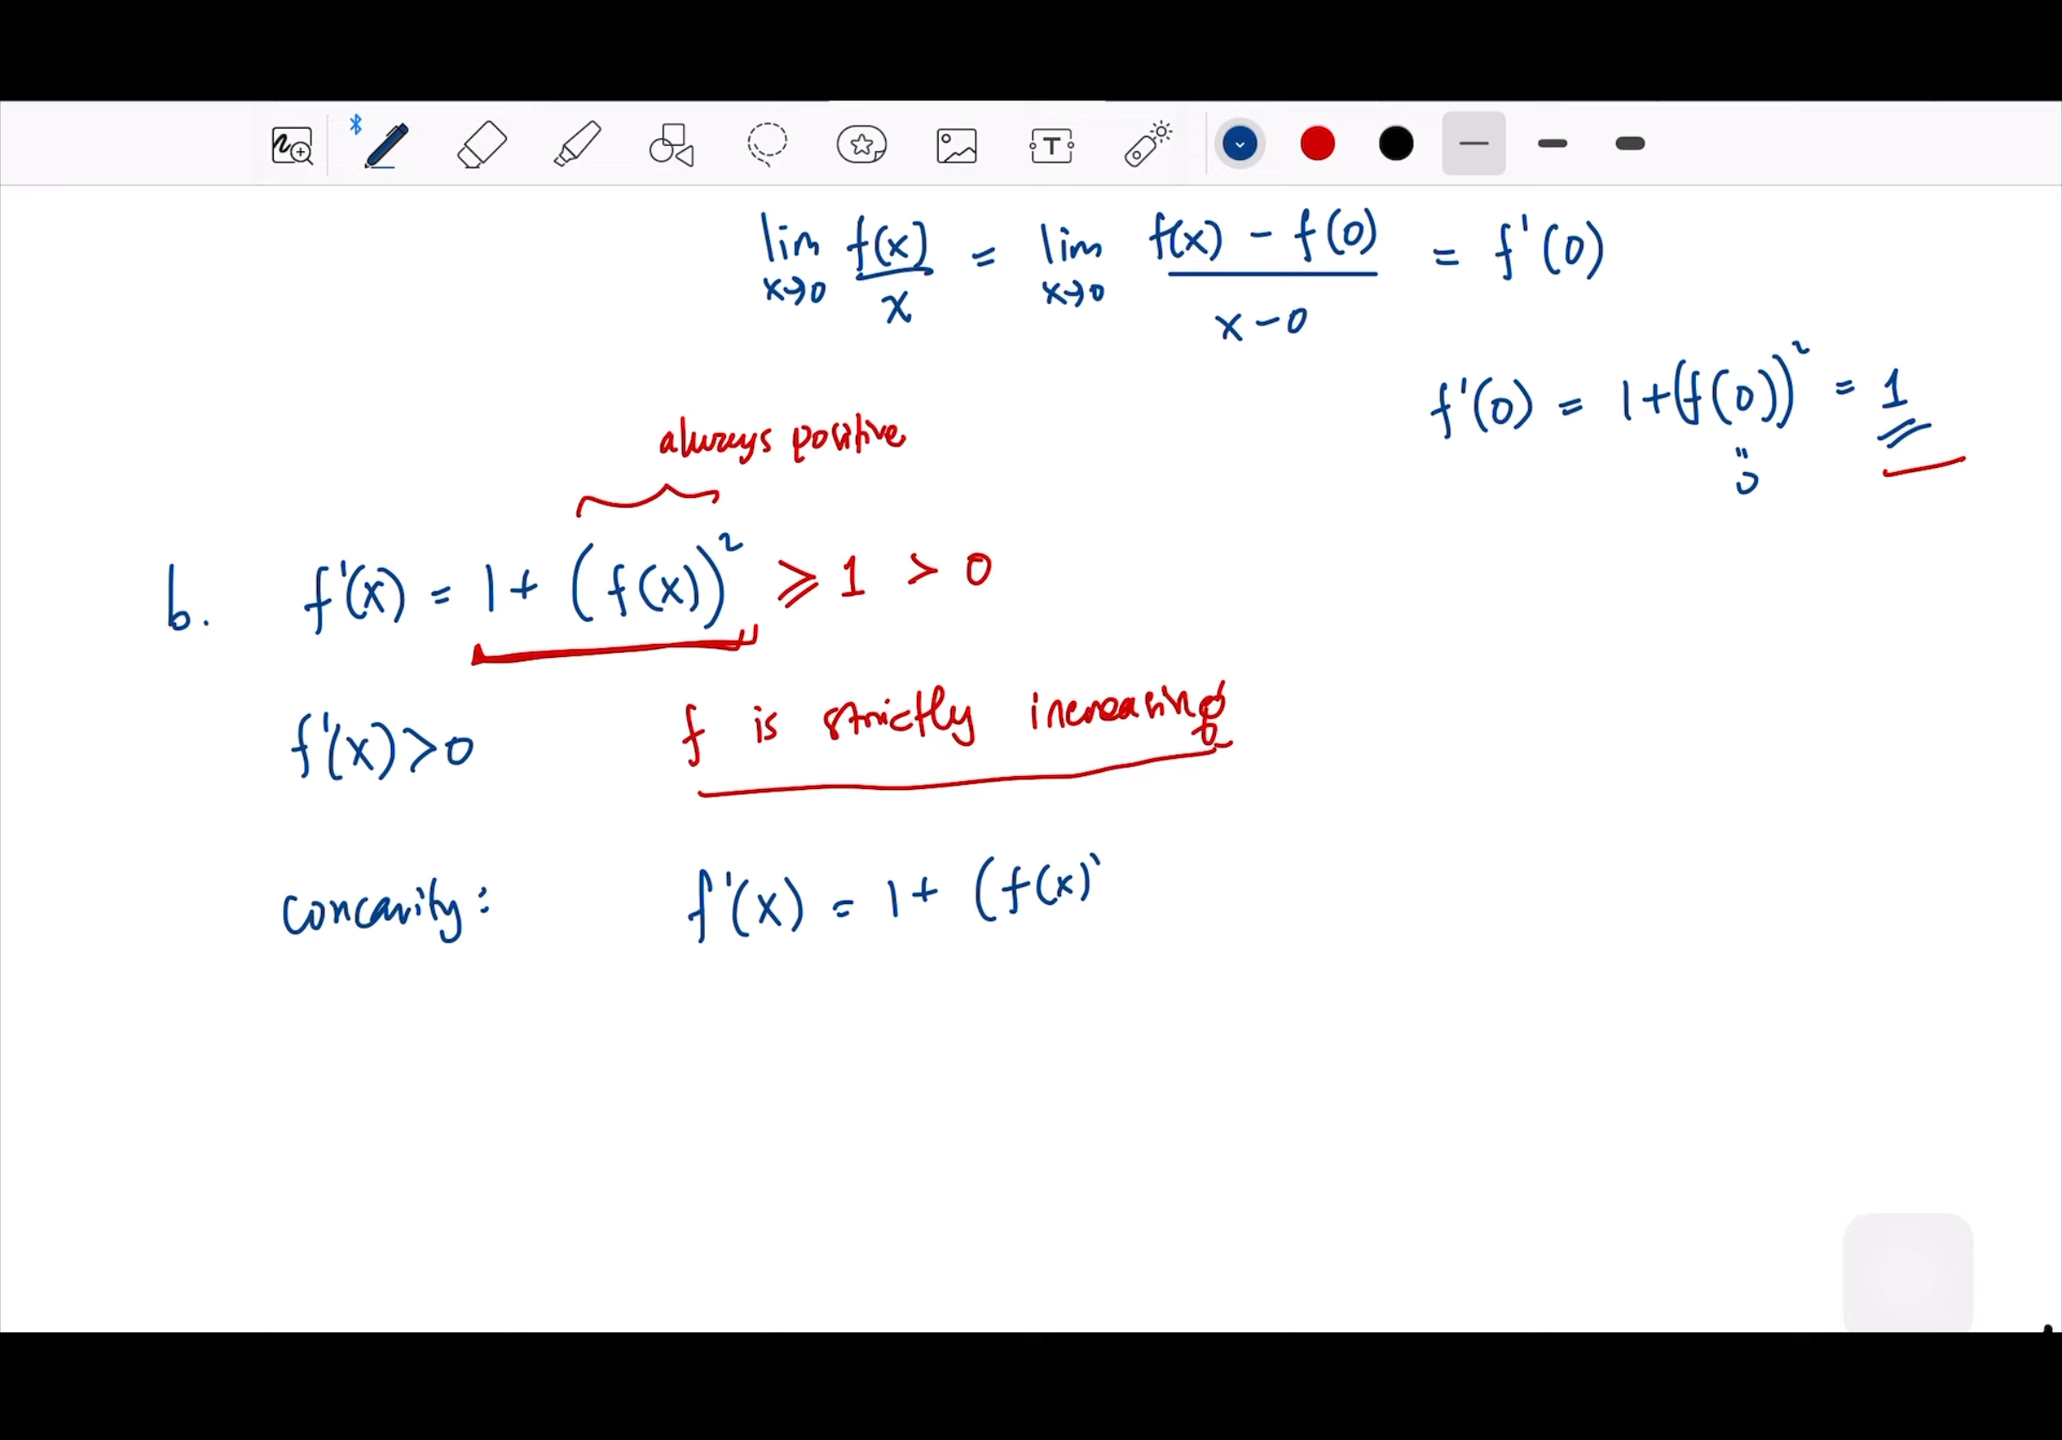 lim x→0 f(x)/x = lim x→0 (f(x) - f(0))/(x-0) = f'(0)
f'(0) = 1+(f(0))² = 1
"
0
always positive
b. f'(x) = 1+ (f(x))² ≥ 1 > 0
f'(x)>0 f is strictly increasing
concavity: f'(x) = 1+ (f(x)
T